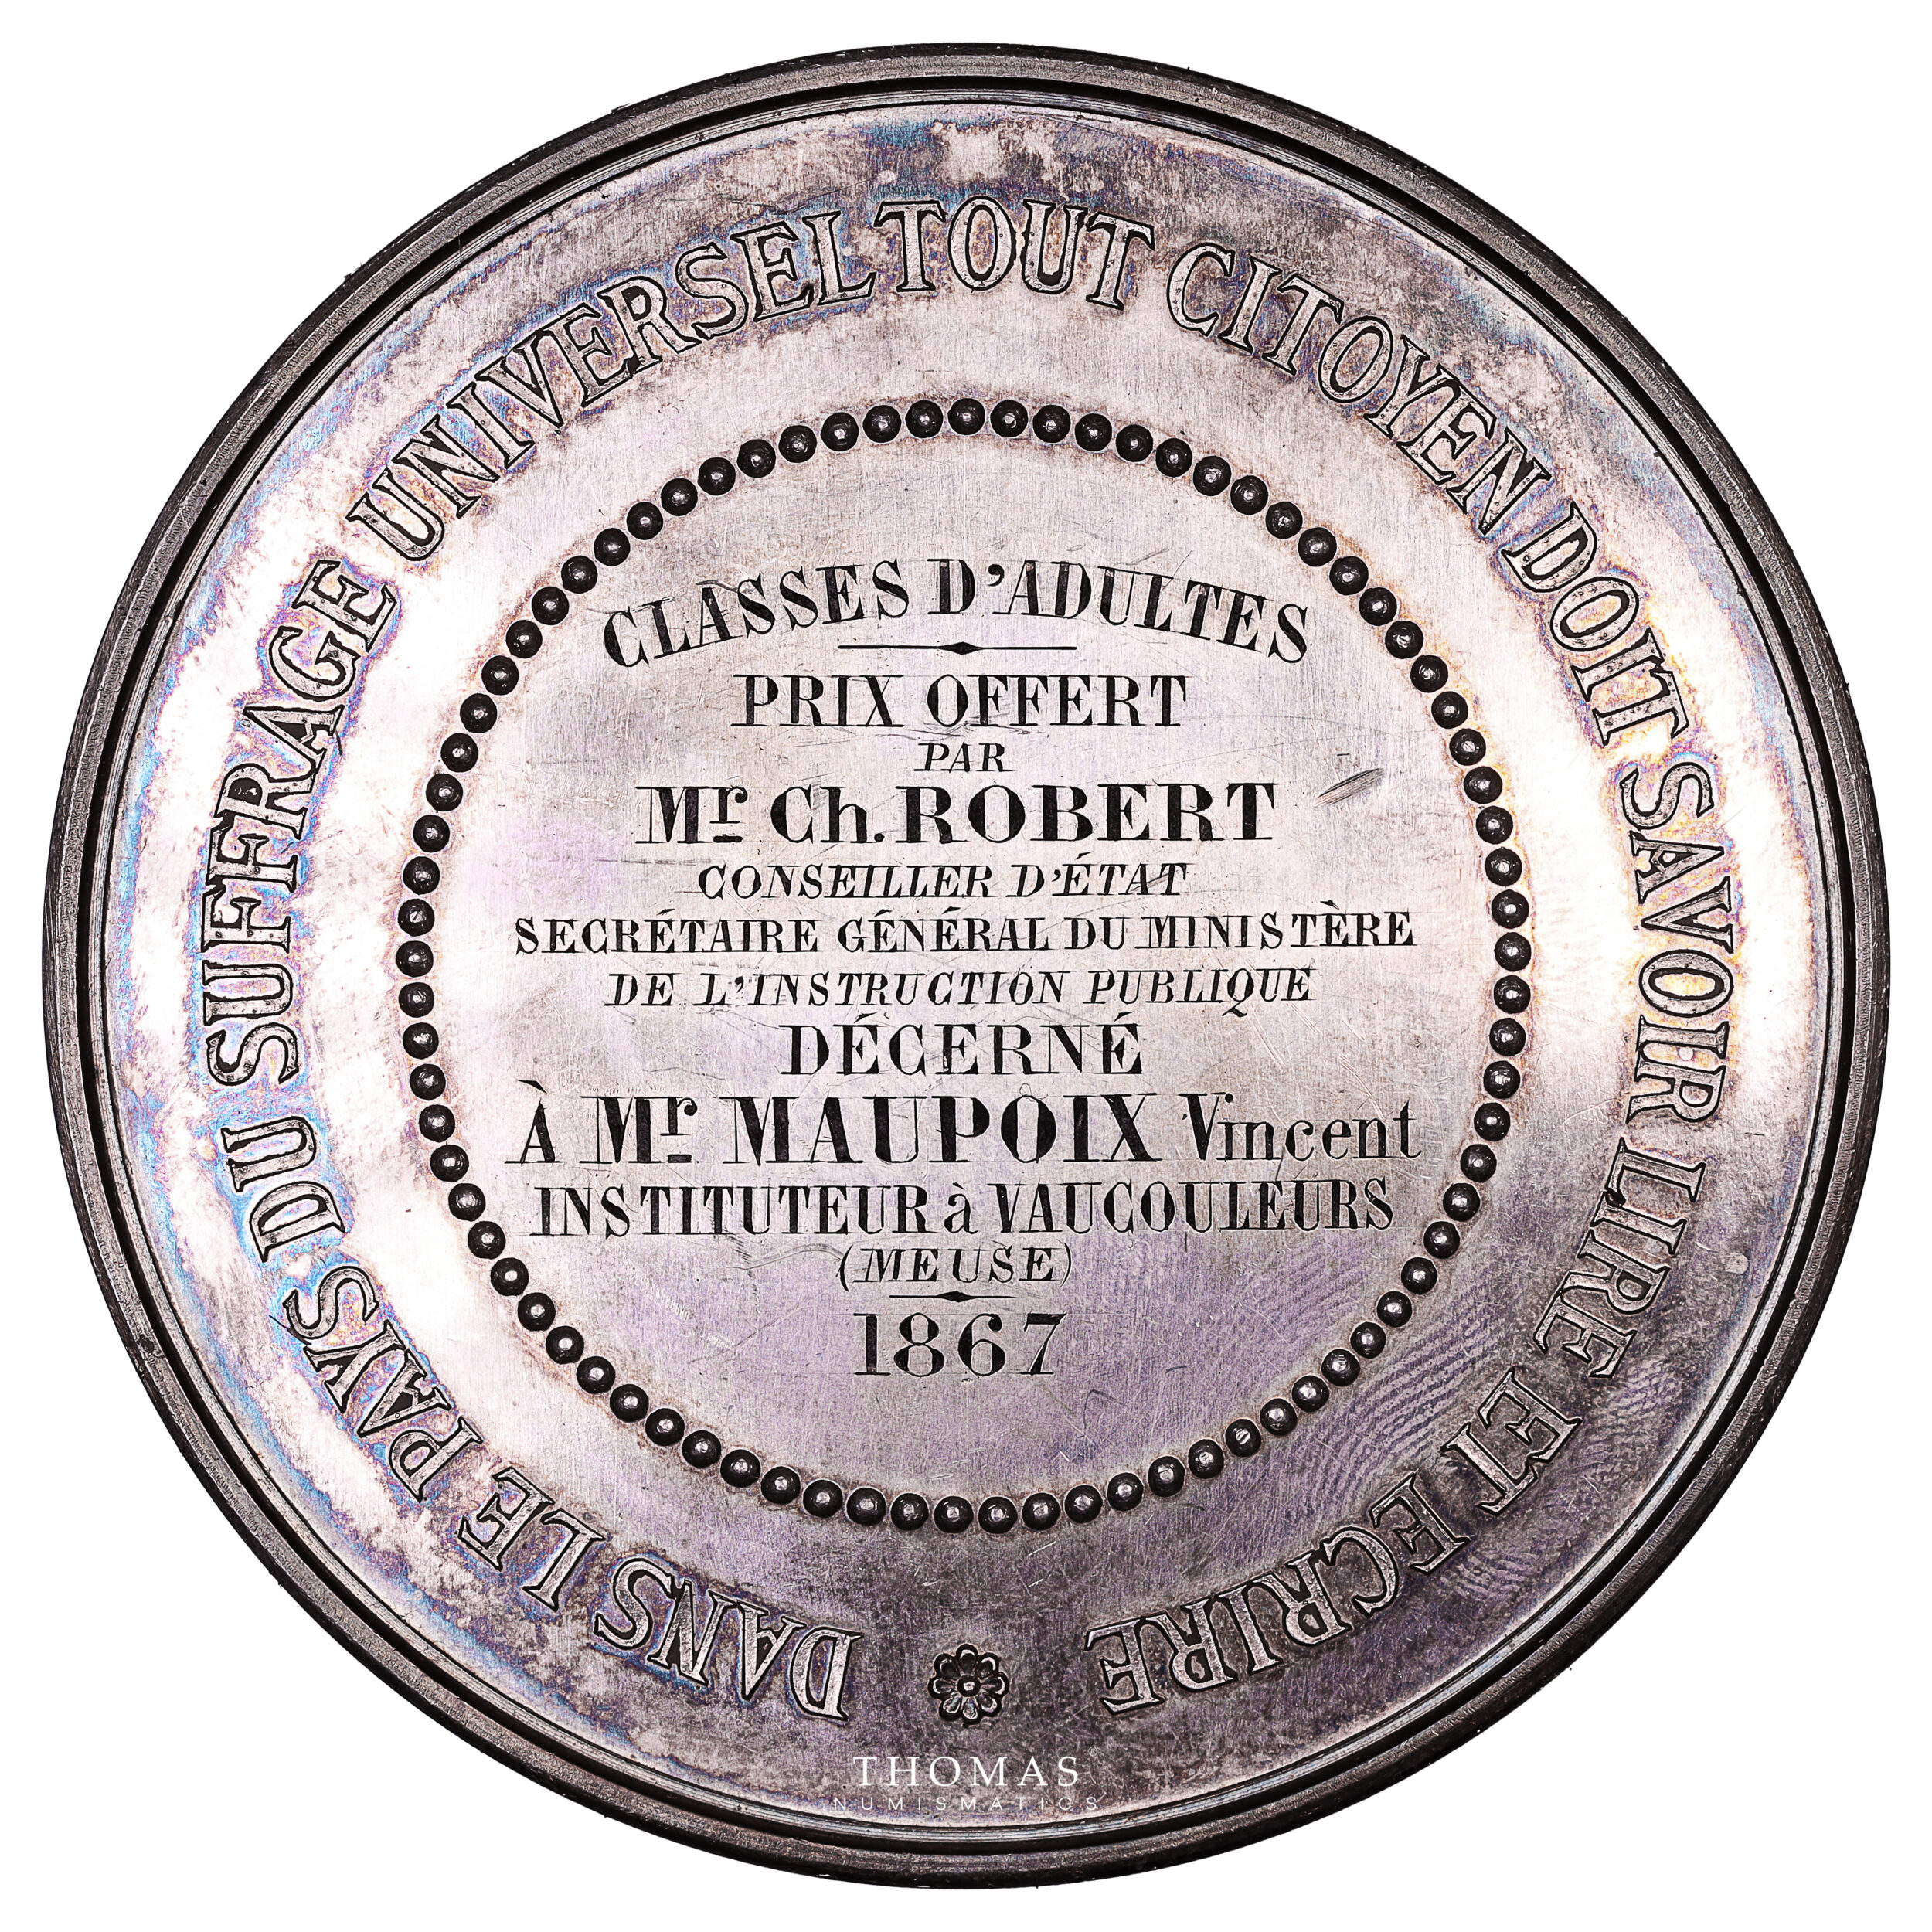 DANS LE PAYS DU SUFFRAGE UNIVERSEL TOUT CITOYEN DOIT SAVOIR LIRE ET ECRIRE
CLASSES D'ADULTES
PRIX OFFERT
PAR
Mr Ch. ROBERT
CONSEILLER D'ÉTAT
SECRÉTAIRE GÉNÉRAL DU MINISTÈRE
DE L'INSTRUCTION PUBLIQUE
DÉCERNÉ
À Mr MAUPOIX Vincent
INSTITUTEUR à VAUCOULEURS
(MEUSE)
1867
THOMAS
NUMISMATICS